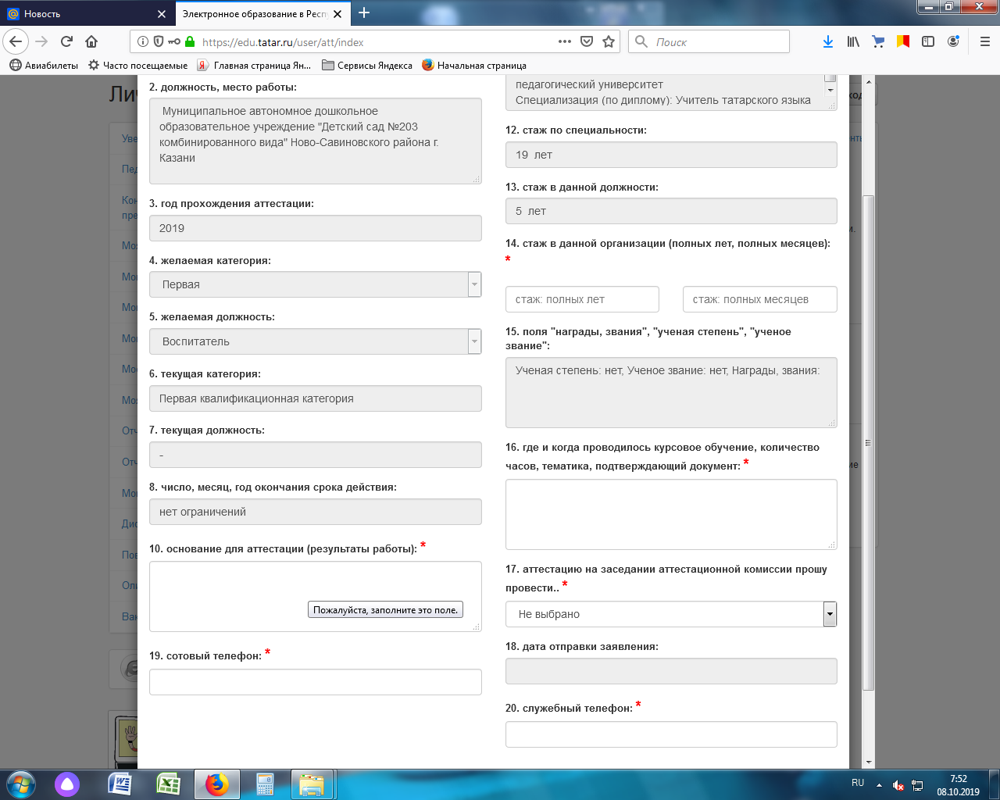 Новость
Электронное образование в Респу
https://edu.tatar.ru/user/att/index
Поиск
Авиабилеты
Часто посещаемые
Главная страница Ян...
Сервисы Яндекса
Начальная страница
2. должность, место работы:
Муниципальное автономное дошкольное
образовательное учреждение "Детский сад №203
комбинированного вида" Ново-Савиновского района г.
Казани
3. год прохождения аттестации:
2019
4. желаемая категория:
Первая
5. желаемая должность:
Воспитатель
6. текущая категория:
Первая квалификационная категория
7. текущая должность:
-
8. число, месяц, год окончания срока действия:
нет ограничений
10. основание для аттестации (результаты работы): *
Пожалуйста, заполните это поле.
19. сотовый телефон: *
педагогический университет
Специализация (по диплому): Учитель татарского языка
12. стаж по специальности:
19 лет
13. стаж в данной должности:
5 лет
14. стаж в данной организации (полных лет, полных месяцев):
*
стаж: полных лет
стаж: полных месяцев
15. поля "награды, звания", "ученая степень", "ученое
звание":
Ученая степень: нет, Ученое звание: нет, Награды, звания:
16. где и когда проводилось курсовое обучение, количество
часов, тематика, подтверждающий документ: *
17. аттестацию на заседании аттестационной комиссии прошу
провести.. *
Не выбрано
18. дата отправки заявления:
20. служебный телефон: *
RU
7:52
08.10.2019